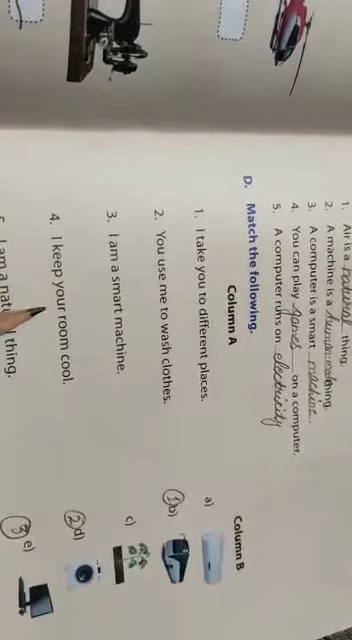 1. Air is a natural thing.
2. A machine is a human-made thing.
3. A computer is a smart machine.
4. You can play games on a computer.
5. A computer runs on electricity
D. Match the following.
Column A Column B
1. I take you to different places. a)
2. You use me to wash clothes. 1 b)
3. I am a smart machine. c)
4. I keep your room cool. 2 d)
I am a thing. 3 e)